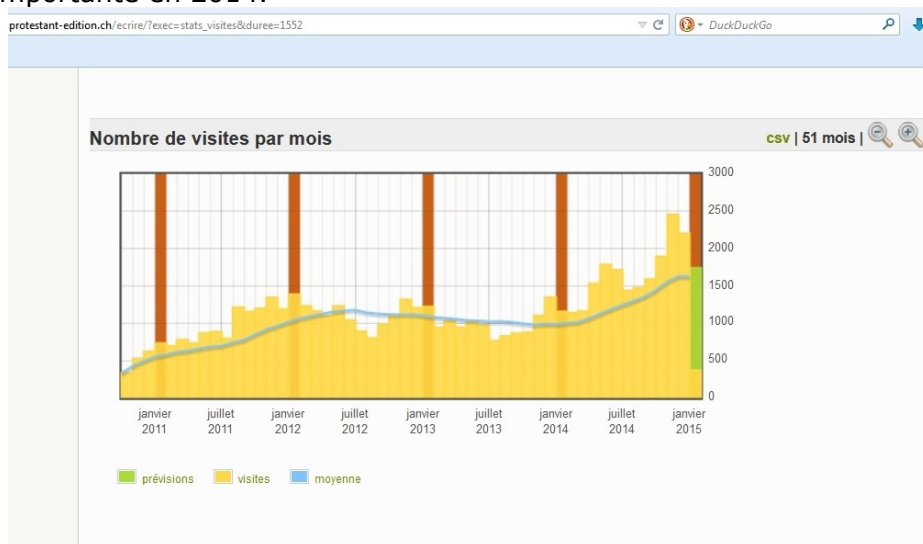 importante en 2014.
protestant-edition.ch/ecrire/?exec=stats_visites&duree=1552
DuckDuckGo
Nombre de visites par mois
csv | 51 mois |
3000
2500
2000
1500
1000
500
0
janvier juillet janvier juillet janvier juillet janvier juillet janvier
2011 2011 2012 2012 2013 2013 2014 2014 2015
prévisions visites moyenne